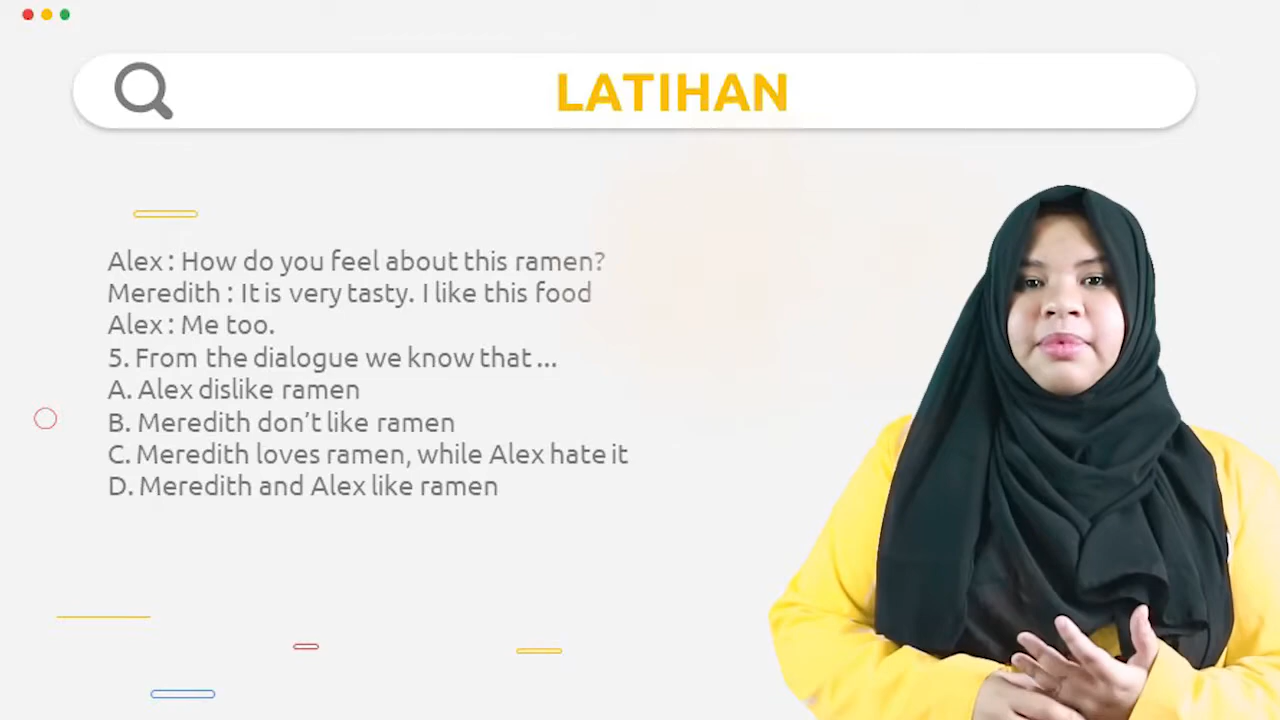 LATIHAN
Alex : How do you feel about this ramen?
Meredith : It is very tasty. I like this food
Alex : Me too.
5. From the dialogue we know that ...
A. Alex dislike ramen
B. Meredith don't like ramen
C. Meredith loves ramen, while Alex hate it
D. Meredith and Alex like ramen